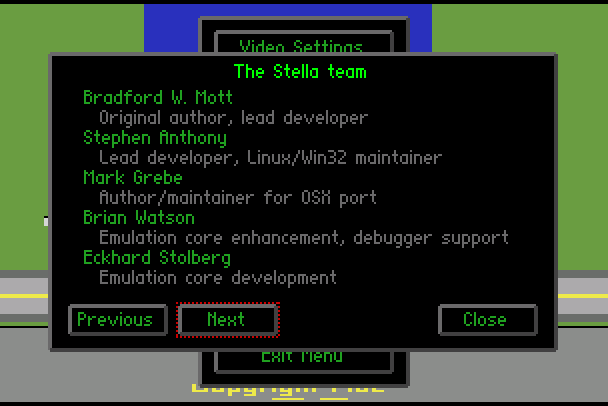 Video Settings
The Stella team
Bradford W. Mott
Original author, lead developer
Stephen Anthony
Lead developer, Linux/Win32 maintainer
Mark Grebe
Author/maintainer for OSX port
Brian Watson
Emulation core enhancement, debugger support
Eckhard Stolberg
Emulation core development
Previous
Next
Close
Exit Menu
Copyright